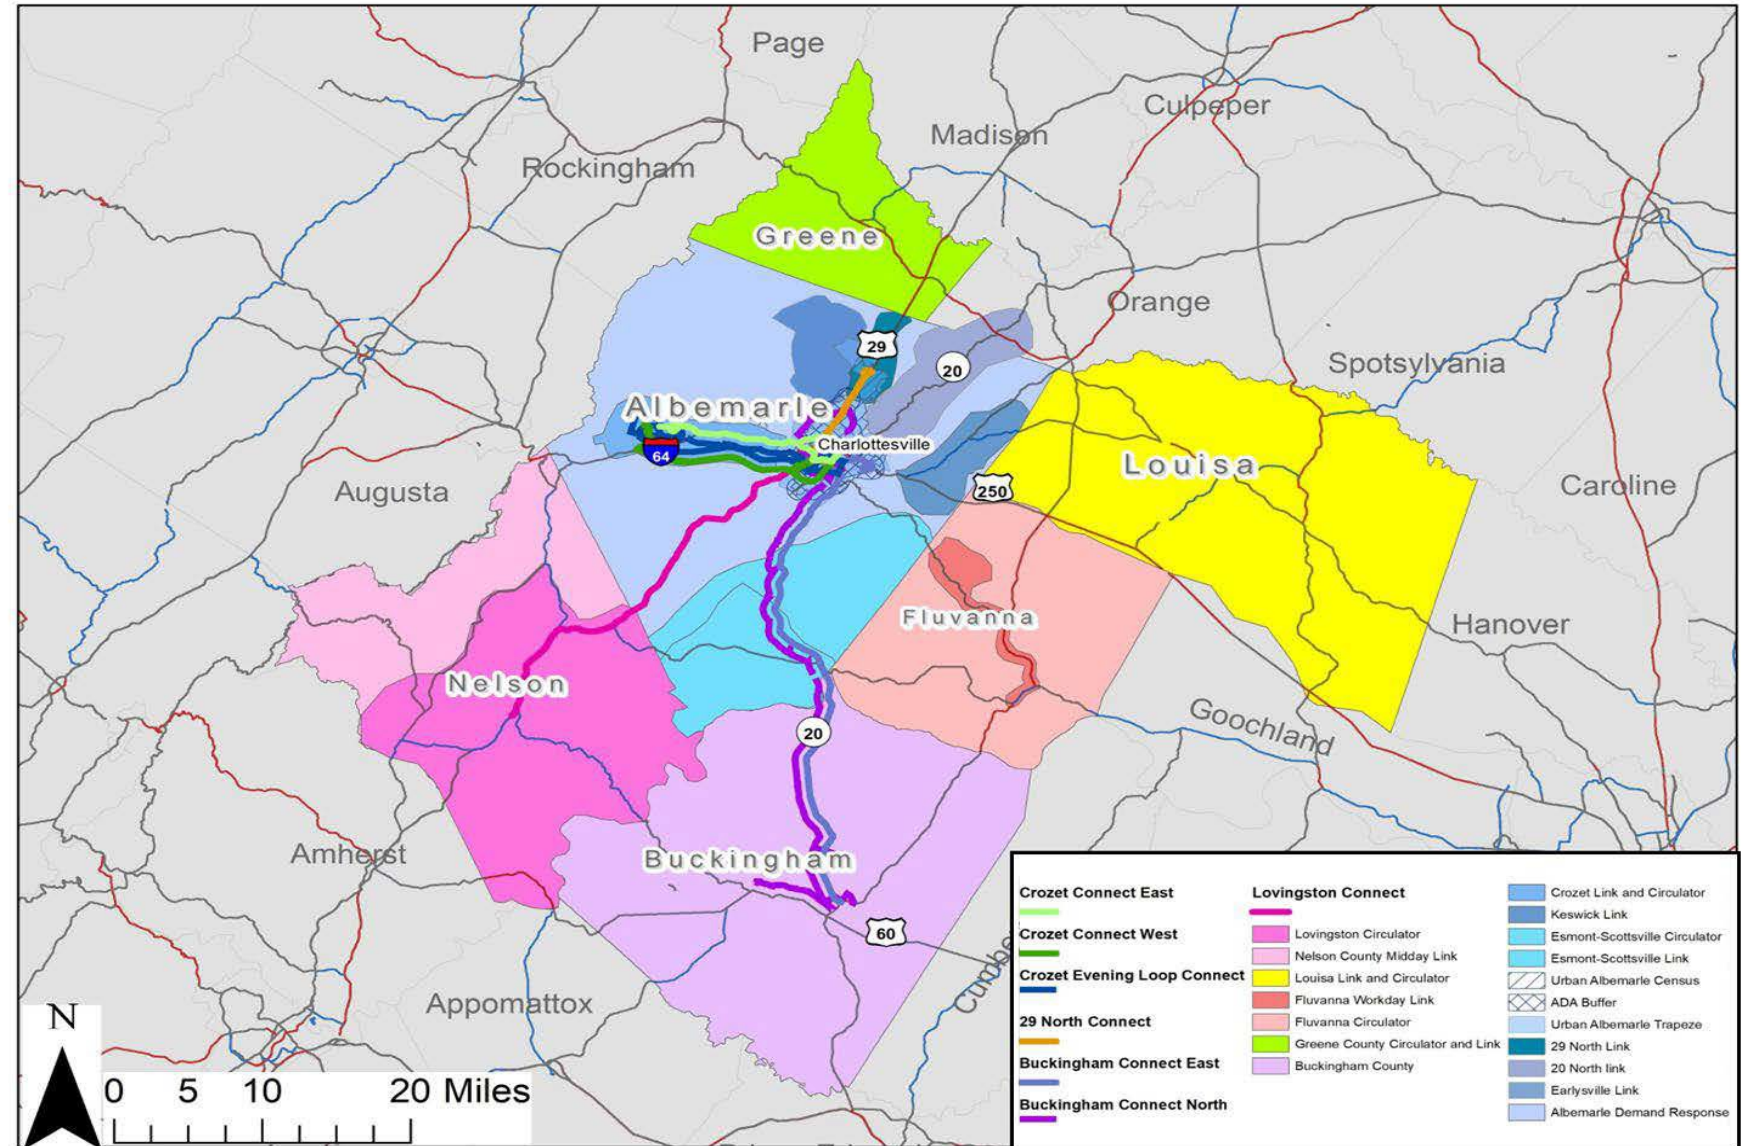 Page
Culpeper
Madison
Rockingham
Greene
Orange
29
Spotsylvania
20
Albemarle
Charlottesville
64
Louisa
Augusta
250
Caroline
Fluvanna
Hanover
Nelson
Goochland
20
Buckingham
Amherst
60
Appomattox
N
0 5 10 20 Miles
Crozet Connect East
Crozet Connect West
Crozet Evening Loop Connect
29 North Connect
Buckingham Connect East
Buckingham Connect North
Lovingston Connect
Lovingston Circulator
Nelson County Midday Link
Louisa Link and Circulator
Fluvanna Workday Link
Fluvanna Circulator
Greene County Circulator and Link
Buckingham County
Crozet Link and Circulator
Keswick Link
Esmont-Scottsville Circulator
Esmont-Scottsville Link
Urban Albemarle Census
ADA Buffer
Urban Albemarle Trapeze
29 North Link
20 North link
Earlysville Link
Albemarle Demand Response